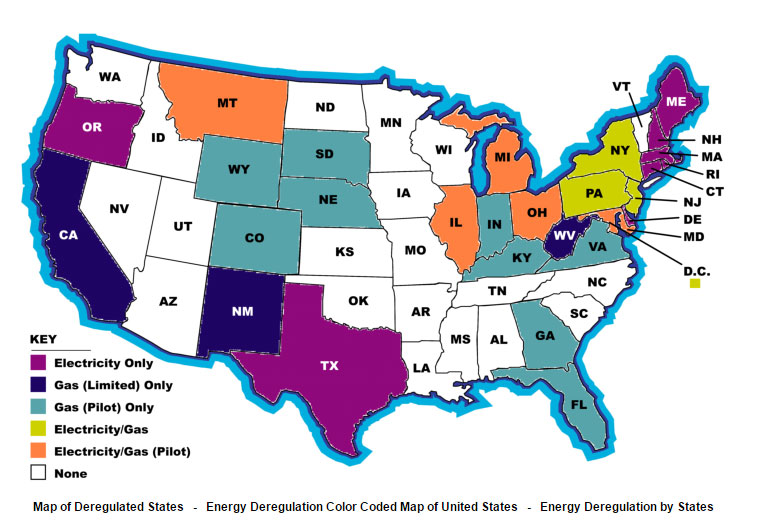 WA
MT
ND
MN
VT
ME
OR
ID
SD
WI
MI
NY
NH
MA
RI
CT
WY
NE
IA
PA
NJ
NV
UT
CO
IL
IN
OH
DE
MD
CA
KS
MO
KY
WV
VA
D.C.
AZ
NM
OK
AR
TN
NC
SC
MS
AL
GA
TX
LA
FL
KEY
Electricity Only
Gas (Limited) Only
Gas (Pilot) Only
Electricity/Gas
Electricity/Gas (Pilot)
None
Map of Deregulated States - Energy Deregulation Color Coded Map of United States - Energy Deregulation by States